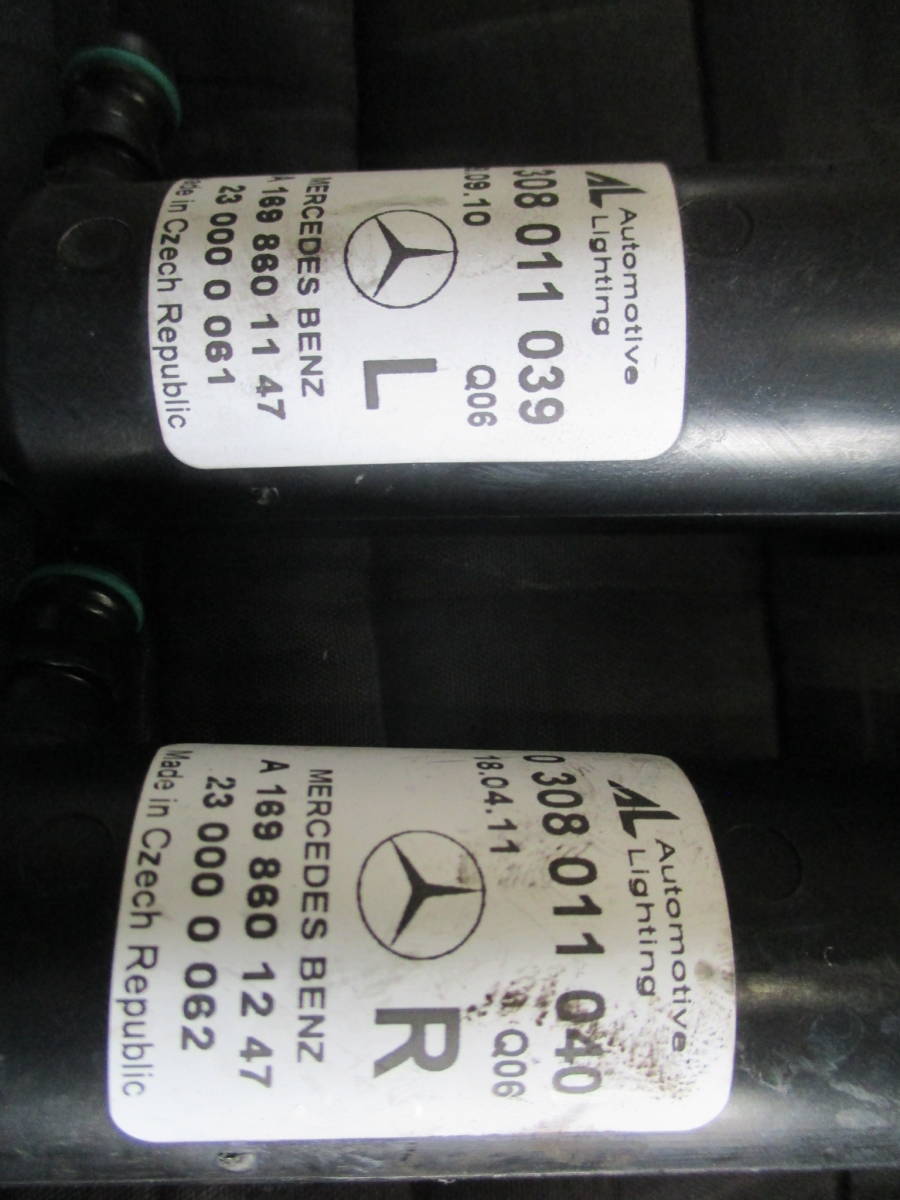 AL Automotive
Lighting
308 011 039
.09.10 Q06
L
MERCEDES BENZ
A 169 860 11 47
23 000 0 061
ade in Czech Republic
AL Automotive
Lighting
0 308 011 040
18.04.11 Q06
R
MERCEDES BENZ
A 169 860 12 47
23 000 0 062
Made in Czech Republic